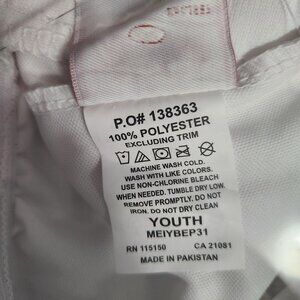 P.O# 138363
100% POLYESTER
EXCLUDING TRIM
MACHINE WASH COLD.
WASH WITH LIKE COLORS.
USE NON-CHLORINE BLEACH
WHEN NEEDED. TUMBLE DRY LOW.
REMOVE PROMPTLY. DO NOT
IRON. DO NOT DRY CLEAN
YOUTH
MEIYBEP31
RN 115150 CA 21081
MADE IN PAKISTAN